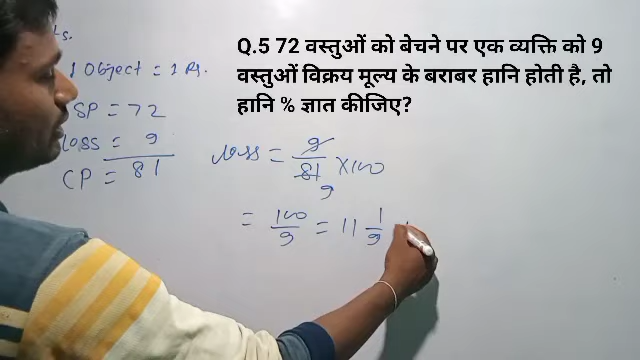 Q.5 72 वस्तुओं को बेचने पर एक व्यक्ति को 9
वस्तुओं विक्रय मूल्य के बराबर हानि होती है, तो
हानि % ज्ञात कीजिए?
ts.
1 Object = 1 Rs.
SP = 72
Loss = 9
CP = 81
Loss = 9/81 × 100
9
= 100/9 = 11 1/9